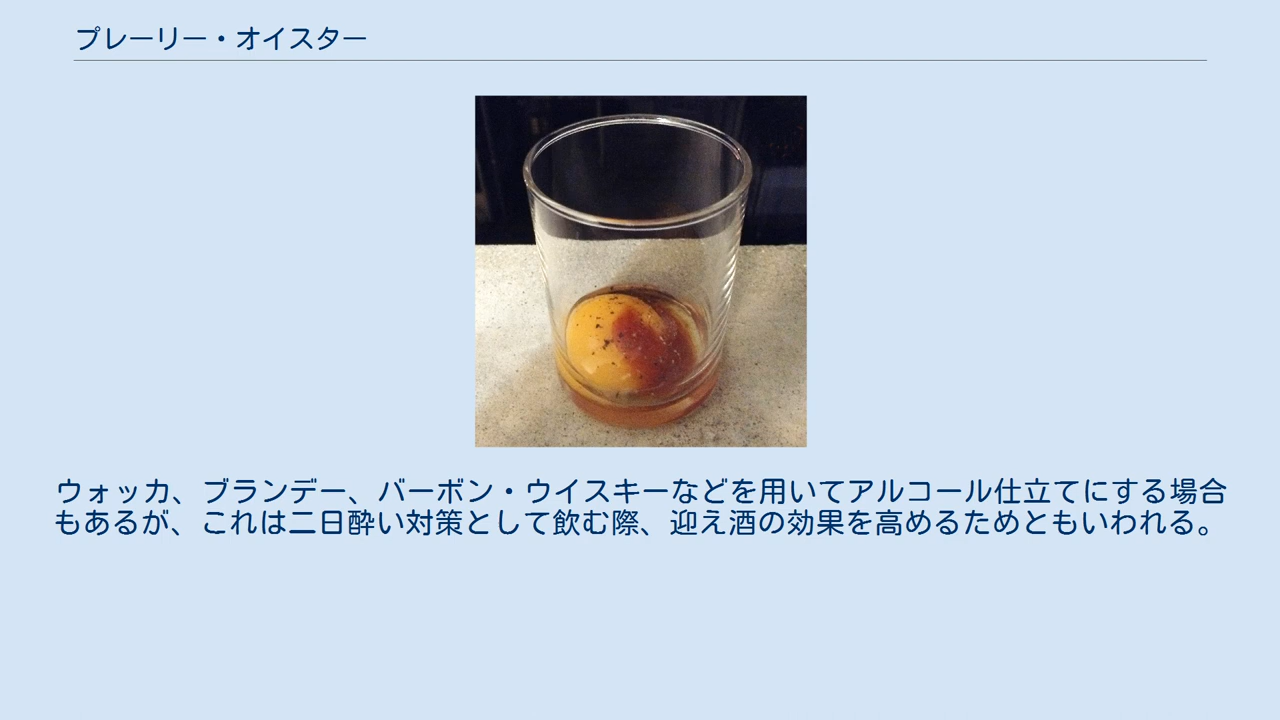 プレーリー・オイスター
ウォッカ、ブランデー、バーボン・ウイスキーなどを用いてアルコール仕立てにする場合
もあるが、これは二日酔い対策として飲む際、迎え酒の効果を高めるためともいわれる。